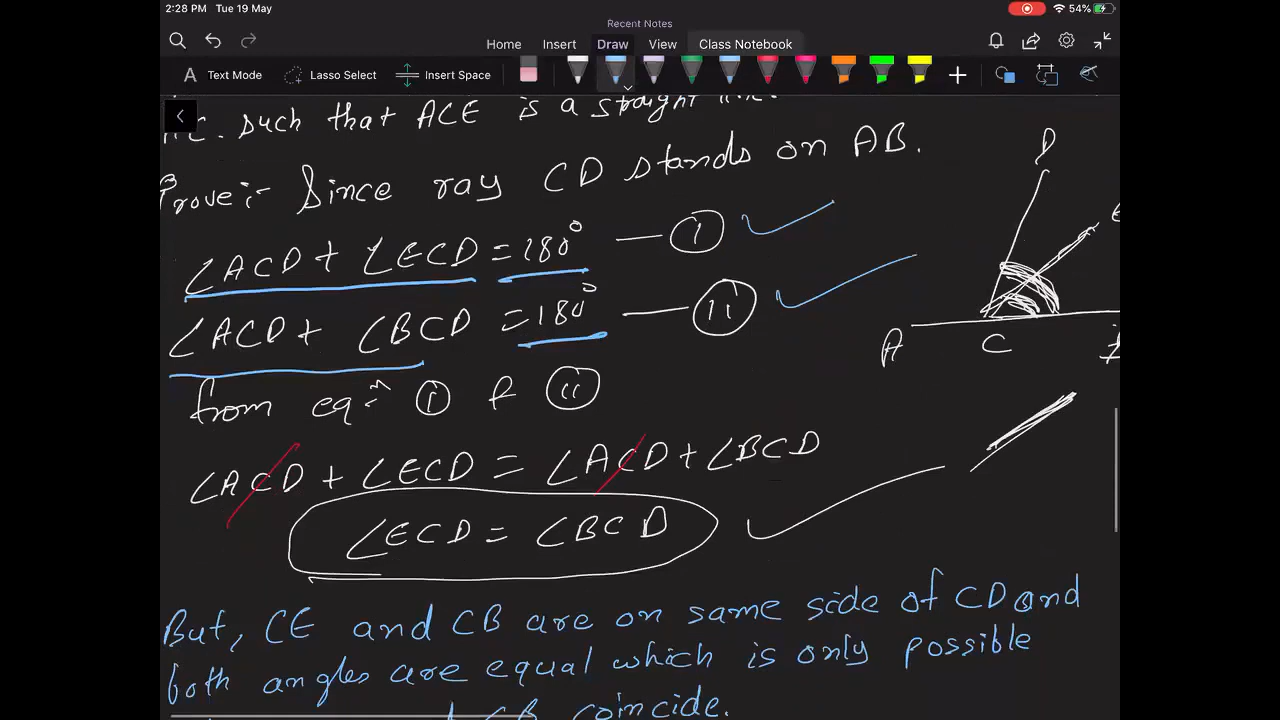 2:28 PM Tue 19 May
54%
Recent Notes
Home Insert Draw View Class Notebook
Text Mode Lasso Select Insert Space
such that ACE is a straight
Prove:- Since ray CD stands on AB.
∠ACD + ∠ECD = 180° — (I)
∠ACD + ∠BCD = 180° — (II)
from eqn (i) & (ii)
∠ACD + ∠ECD = ∠ACD + ∠BCD
∠ECD = ∠BCD
But, CE and CB are on same side of CD and
both angles are equal which is only possible
CB coincide.
D
A C